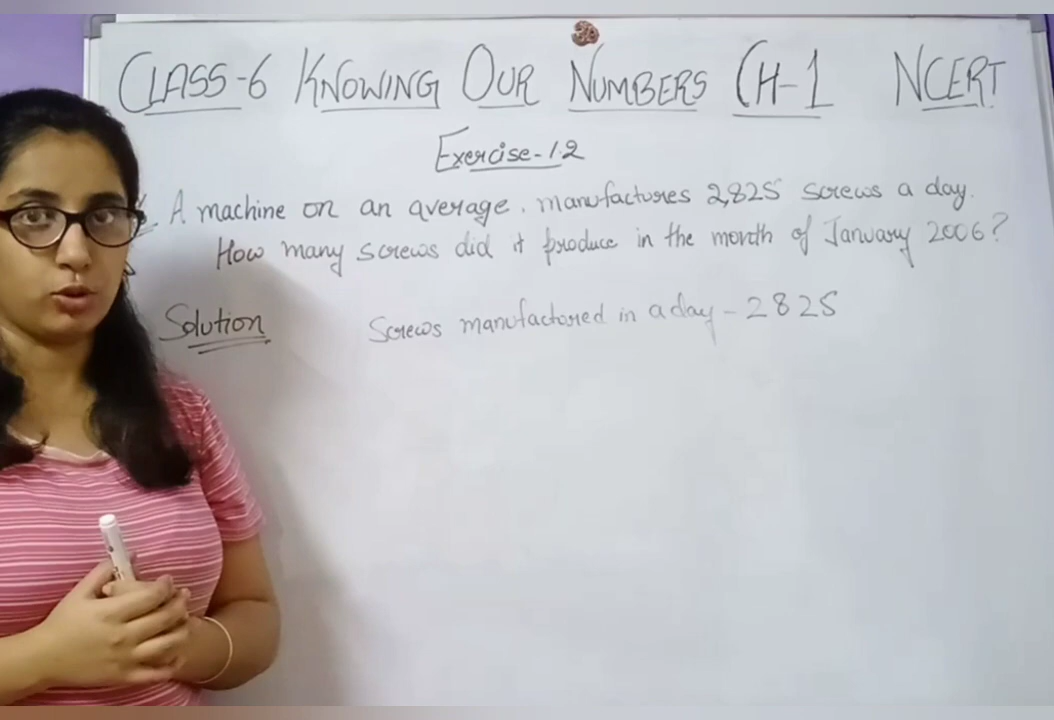 CLASS-6 KNOWING OUR NUMBERS CH-1 NCERT
Exercise-1.2
A machine on an average, manufactures 2,825 screws a day.
How many screws did it produce in the month of January 2006?
Solution Screws manufactored in a day - 2825